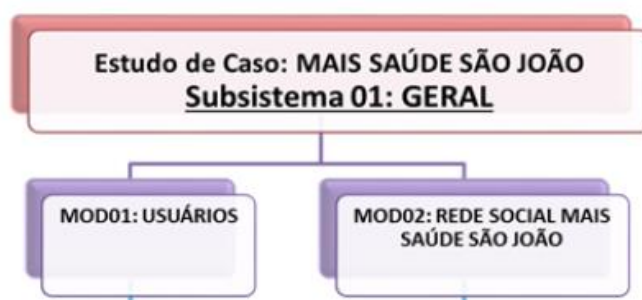 Estudo de Caso: MAIS SAÚDE SÃO JOÃO
Subsistema 01: GERAL
MOD01: USUÁRIOS
MOD02: REDE SOCIAL MAIS
SAÚDE SÃO JOÃO